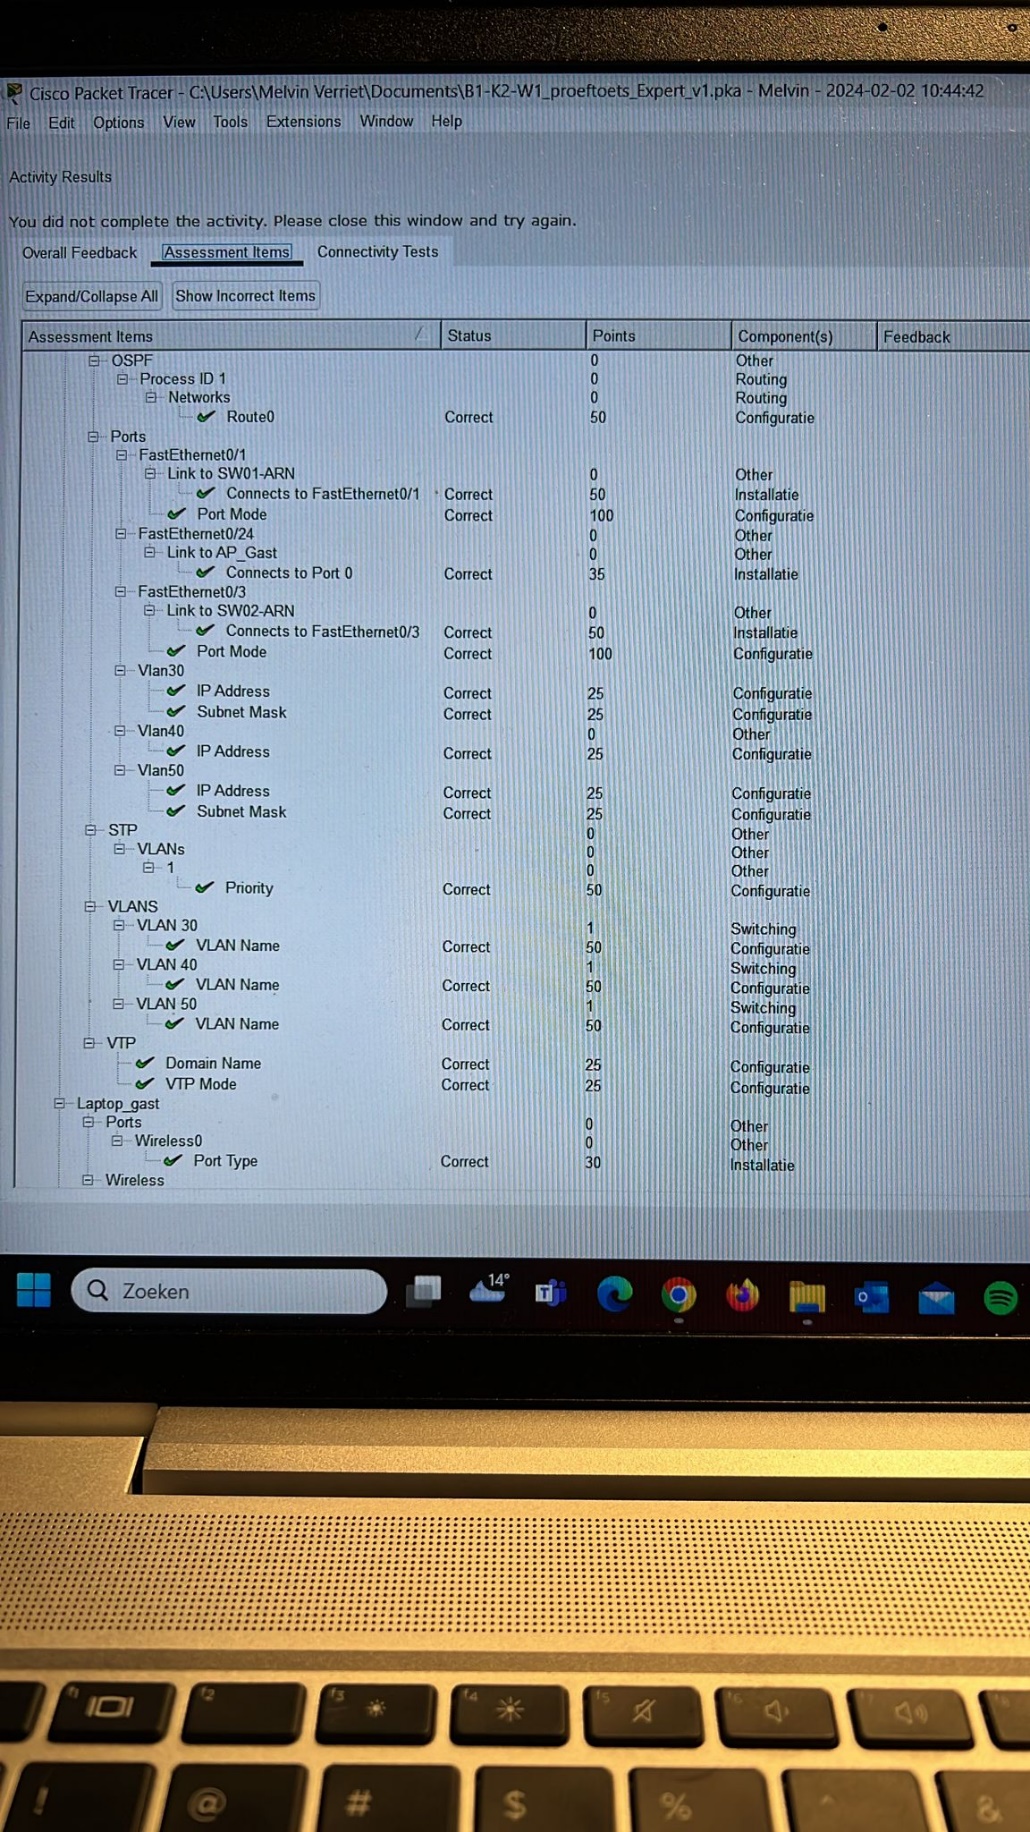 Cisco Packet Tracer - C:\Users\Melvin Verriet\Documents\B1-K2-W1_proeftoets_Expert_v1.pka - Melvin - 2024-02-02 10:44:42
File Edit Options View Tools Extensions Window Help
Activity Results
You did not complete the activity. Please close this window and try again.
Overall Feedback Assessment Items Connectivity Tests
Expand/Collapse All Show Incorrect Items
Assessment Items Status Points Component(s) Feedback
OSPF 0 Other
Process ID 1 0 Routing
Networks 0 Routing
Route0 Correct 50 Configuratie
Ports
FastEthernet0/1
Link to SW01-ARN 0 Other
Connects to FastEthernet0/1 Correct 50 Installatie
Port Mode Correct 100 Configuratie
FastEthernet0/24 0 Other
Link to AP_Gast 0 Other
Connects to Port 0 Correct 35 Installatie
FastEthernet0/3
Link to SW02-ARN 0 Other
Connects to FastEthernet0/3 Correct 50 Installatie
Port Mode Correct 100 Configuratie
Vlan30
IP Address Correct 25 Configuratie
Subnet Mask Correct 25 Configuratie
Vlan40 0 Other
IP Address Correct 25 Configuratie
Vlan50
IP Address Correct 25 Configuratie
Subnet Mask Correct 25 Configuratie
STP 0 Other
VLANs 0 Other
1 0 Other
Priority Correct 50 Configuratie
VLANS
VLAN 30 1 Switching
VLAN Name Correct 50 Configuratie
VLAN 40 1 Switching
VLAN Name Correct 50 Configuratie
VLAN 50 1 Switching
VLAN Name Correct 50 Configuratie
VTP
Domain Name Correct 25 Configuratie
VTP Mode Correct 25 Configuratie
Laptop_gast
Ports 0 Other
Wireless0 0 Other
Port Type Correct 30 Installatie
Wireless
Zoeken 14°
f1 f2 f3 f4 f5 f6
! @ # $ % ^ &